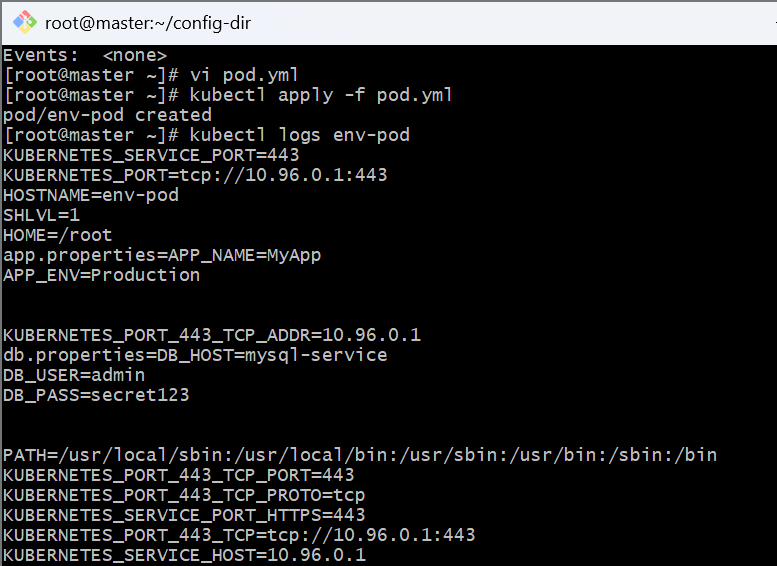 root@master:~/config-dir
Events:  <none>
[root@master ~]# vi pod.yml
[root@master ~]# kubectl apply -f pod.yml
pod/env-pod created
[root@master ~]# kubectl logs env-pod
KUBERNETES_SERVICE_PORT=443
KUBERNETES_PORT=tcp://10.96.0.1:443
HOSTNAME=env-pod
SHLVL=1
HOME=/root
app.properties=APP_NAME=MyApp
APP_ENV=Production
KUBERNETES_PORT_443_TCP_ADDR=10.96.0.1
db.properties=DB_HOST=mysql-service
DB_USER=admin
DB_PASS=secret123
PATH=/usr/local/sbin:/usr/local/bin:/usr/sbin:/usr/bin:/sbin:/bin
KUBERNETES_PORT_443_TCP_PORT=443
KUBERNETES_PORT_443_TCP_PROTO=tcp
KUBERNETES_SERVICE_PORT_HTTPS=443
KUBERNETES_PORT_443_TCP=tcp://10.96.0.1:443
KUBERNETES_SERVICE_HOST=10.96.0.1